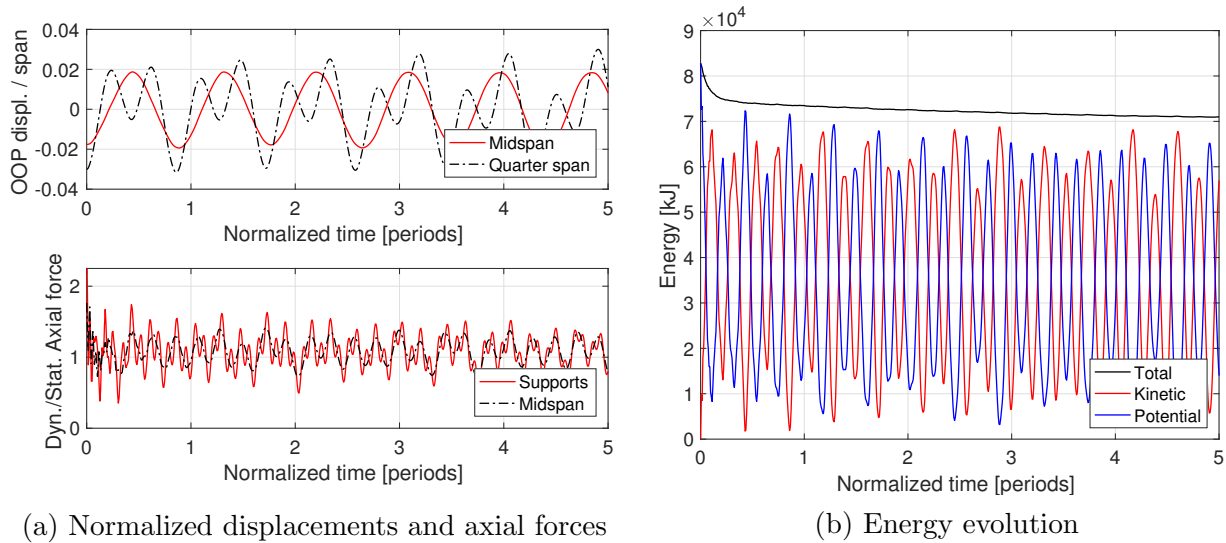 0.04
0.02
0
-0.02
-0.04
OOP displ. / span
Midspan
Quarter span
0 1 2 3 4 5
Normalized time [periods]
2
1
0
Dyn./Stat. Axial force
Supports
Midspan
0 1 2 3 4 5
Normalized time [periods]
(a) Normalized displacements and axial forces
×10⁴
9
8
7
6
5
4
3
2
1
0
Energy [kJ]
Total
Kinetic
Potential
0 1 2 3 4 5
Normalized time [periods]
(b) Energy evolution